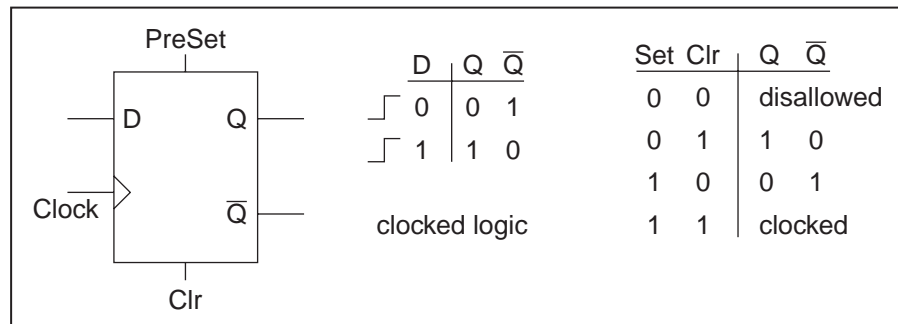 PreSet
D Q
Clock
Q̅
Clr
D Q Q̅
0 0 1
1 1 0
clocked logic
Set Clr Q Q̅
0 0 disallowed
0 1 1 0
1 0 0 1
1 1 clocked